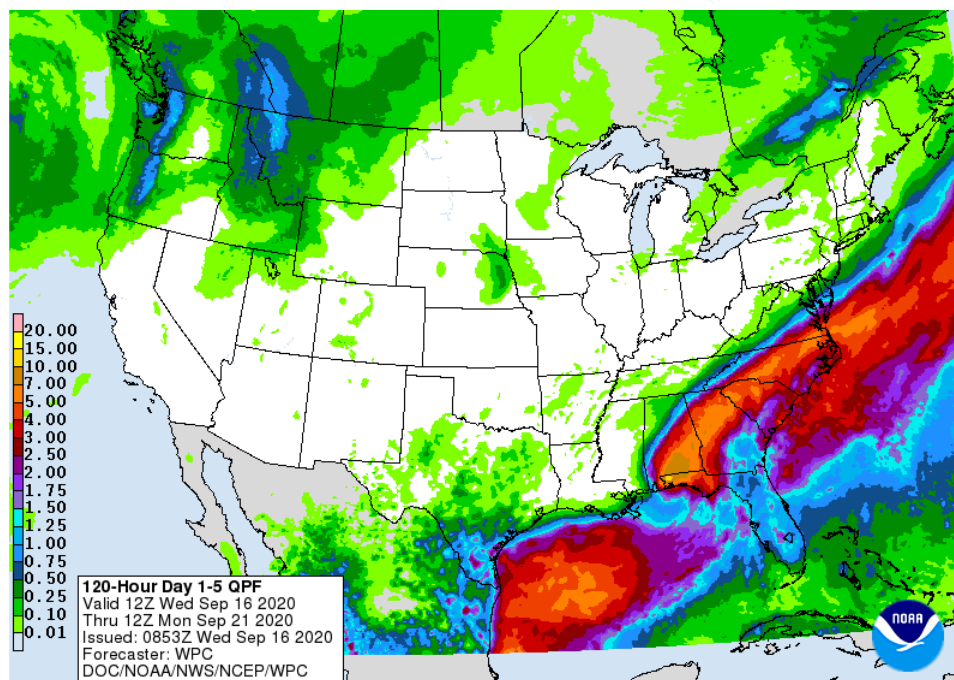 20.00
15.00
10.00
7.00
5.00
4.00
3.00
2.50
2.00
1.75
1.50
1.25
1.00
0.75
0.50
0.25
0.10
0.01
120-Hour Day 1-5 QPF
Valid 12Z Wed Sep 16 2020
Thru 12Z Mon Sep 21 2020
Issued: 0853Z Wed Sep 16 2020
Forecaster: WPC
DOC/NOAA/NWS/NCEP/WPC
NOAA